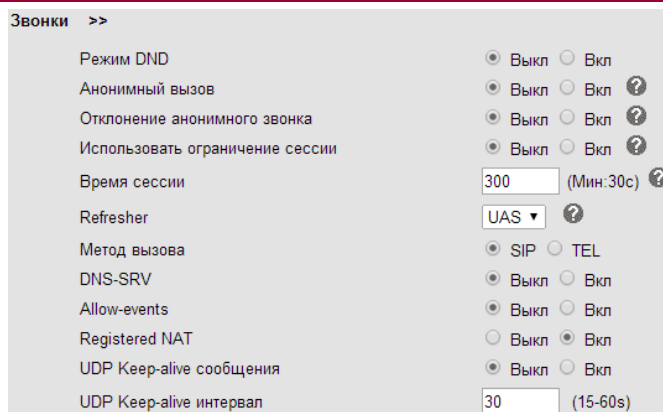 Звонки >>
Режим DND Выкл Вкл
Анонимный вызов Выкл Вкл ?
Отклонение анонимного звонка Выкл Вкл ?
Использовать ограничение сессии Выкл Вкл ?
Время сессии 300 (Мин:30с) ?
Refresher UAS ?
Метод вызова SIP TEL
DNS-SRV Выкл Вкл
Allow-events Выкл Вкл
Registered NAT Выкл Вкл
UDP Keep-alive сообщения Выкл Вкл
UDP Keep-alive интервал 30 (15-60s)